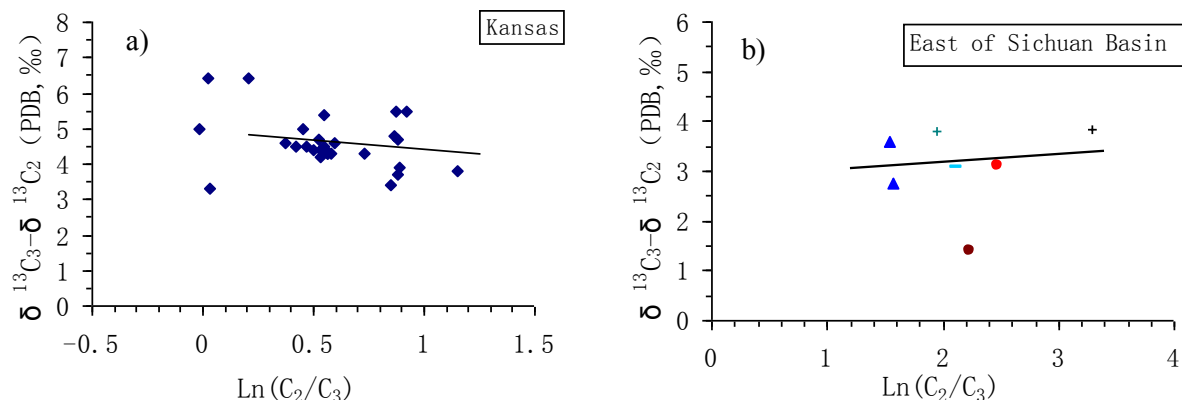 a)
Kansas
8
7
6
5
4
3
2
1
0
-0.5 0 0.5 1 1.5
Ln(C₂/C₃)
δ ¹³C₃-δ ¹³C₂ (PDB,‰)
b)
East of Sichuan Basin
6
5
4
3
2
1
0
0 1 2 3 4
Ln(C₂/C₃)
δ ¹³C₃-δ ¹³C₂ (PDB,‰)